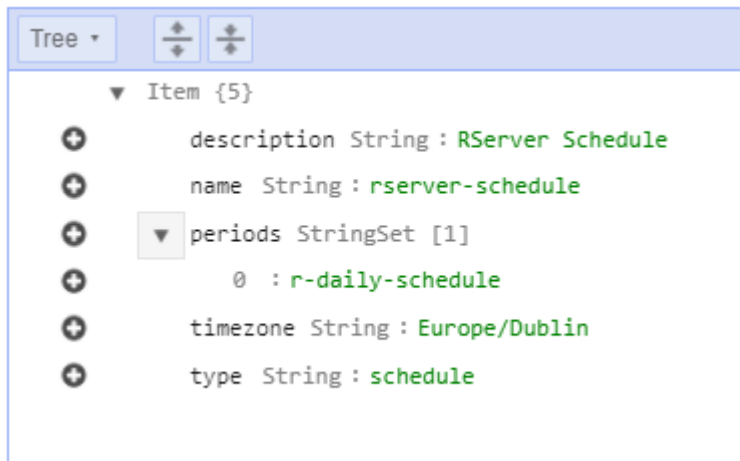 Tree
Item {5}
description String : RServer Schedule
name String : rserver-schedule
periods StringSet [1]
0 : r-daily-schedule
timezone String : Europe/Dublin
type String : schedule